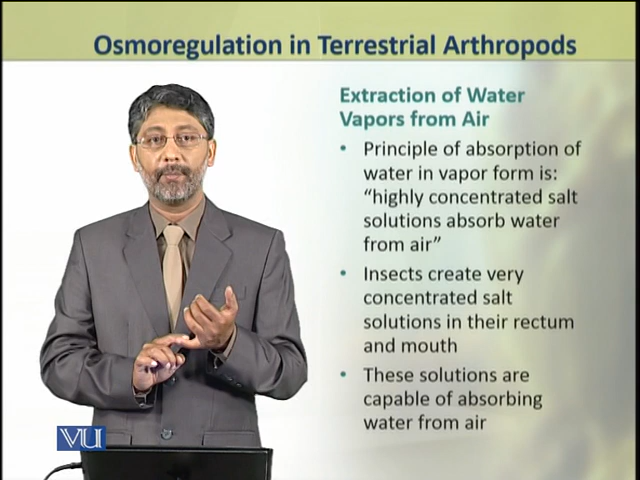 Osmoregulation in Terrestrial Arthropods
Extraction of Water
Vapors from Air
• Principle of absorption of
water in vapor form is:
“highly concentrated salt
solutions absorb water
from air”
• Insects create very
concentrated salt
solutions in their rectum
and mouth
• These solutions are
capable of absorbing
water from air
VU